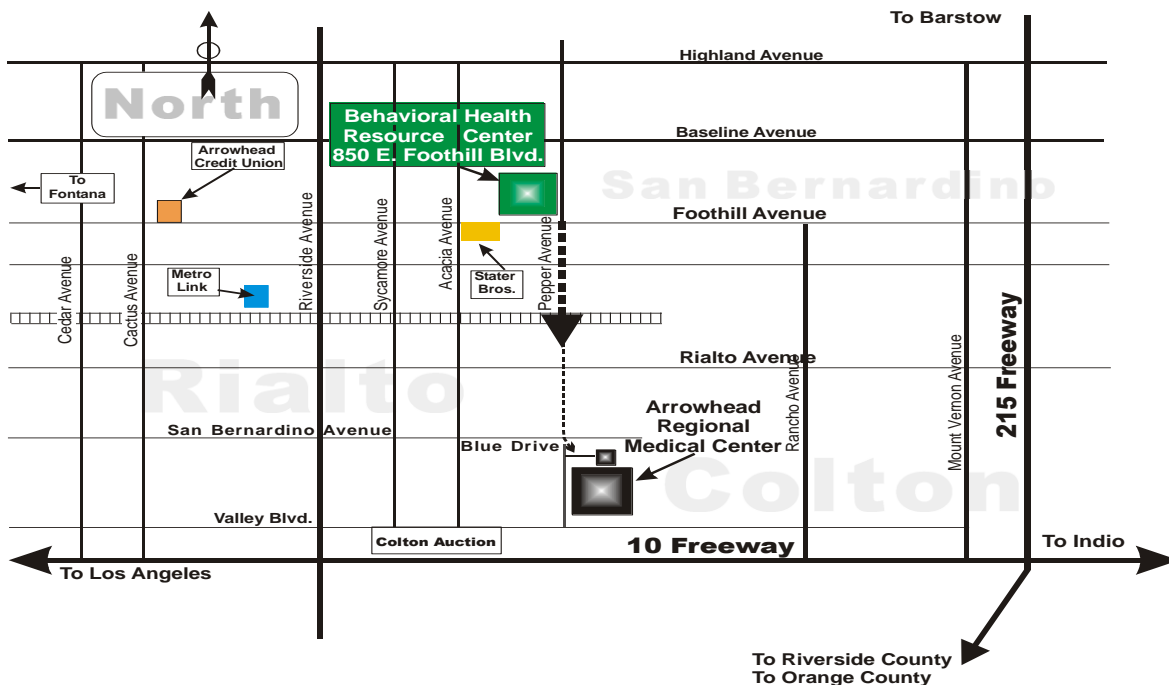 To Barstow
Highland Avenue
North
Behavioral Health
Resource Center
850 E. Foothill Blvd.
Baseline Avenue
Arrowhead
Credit Union
To
Fontana
San Bernardino
Foothill Avenue
Cedar Avenue
Cactus Avenue
Riverside Avenue
Sycamore Avenue
Acacia Avenue
Pepper Avenue
Metro
Link
Stater
Bros.
Rialto Avenue
Rancho Avenue
Mount Vernon Avenue
215 Freeway
Rialto
San Bernardino Avenue
Blue Drive
Arrowhead
Regional
Medical Center
Colton
Valley Blvd.
Colton Auction
10 Freeway
To Indio
To Los Angeles
To Riverside County
To Orange County